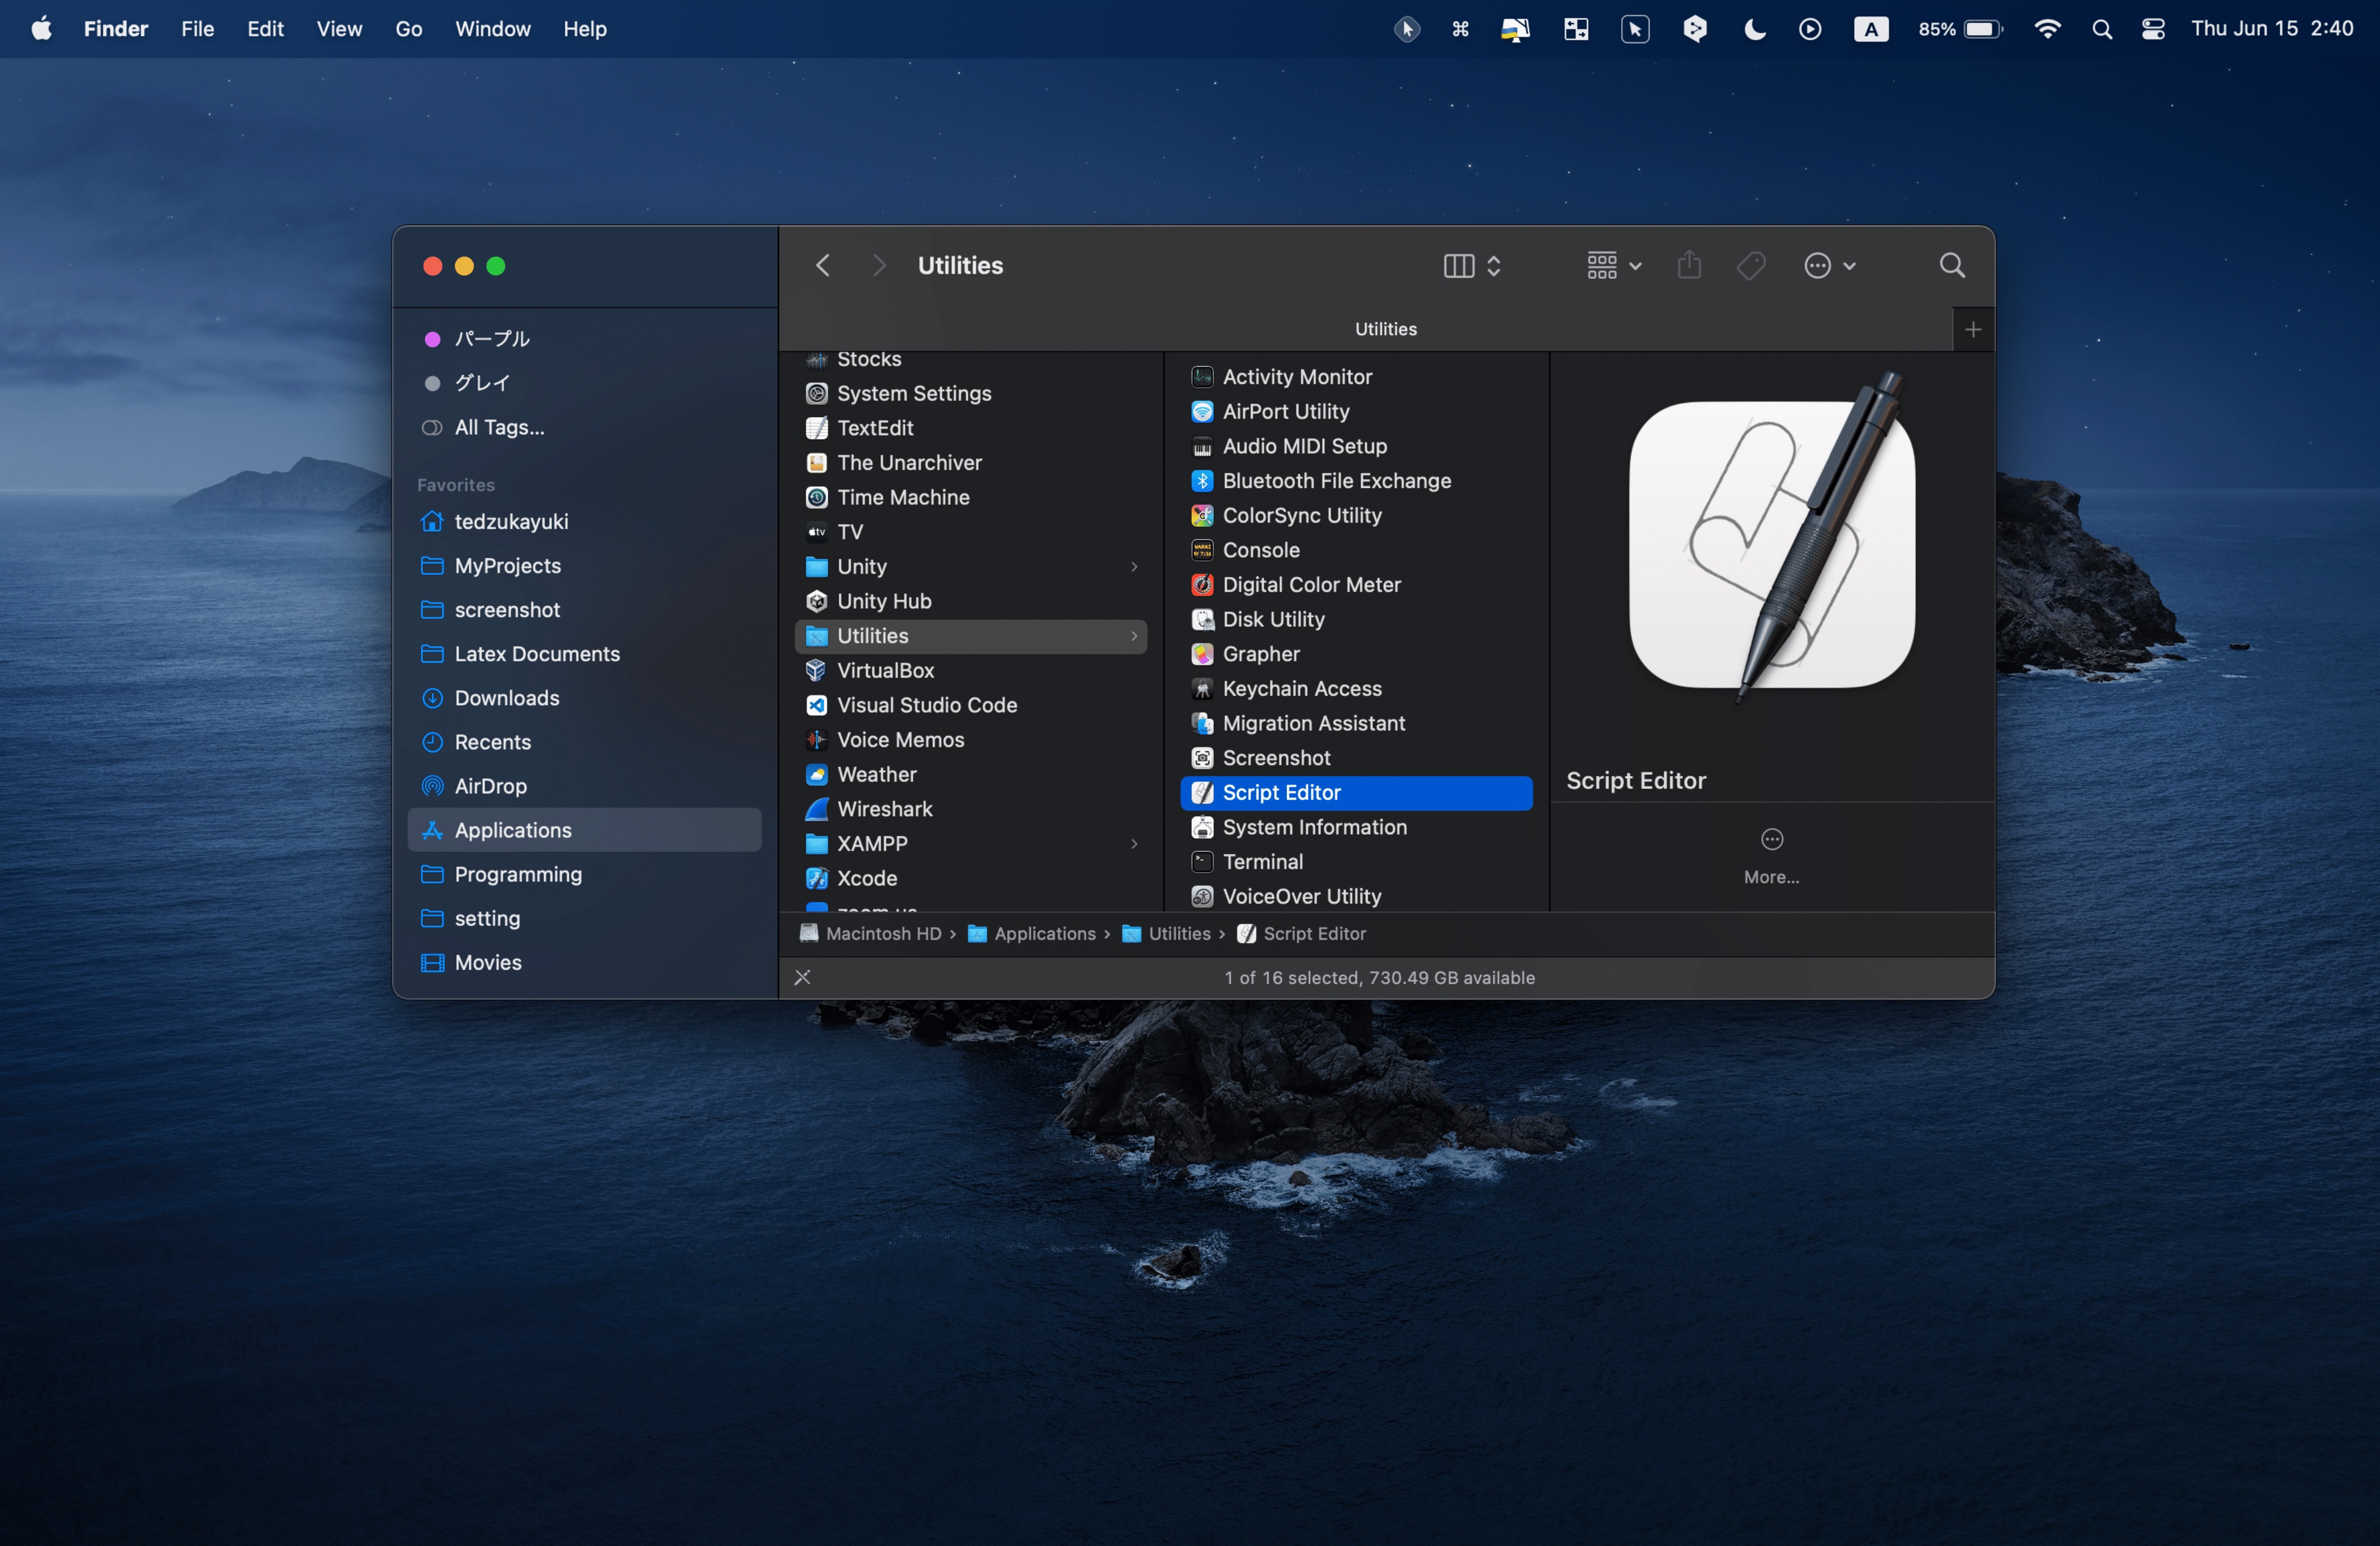 Finder File Edit View Go Window Help A 85% Thu Jun 15 2:40
Utilities
Utilities
パープル
グレイ
All Tags...
Favorites
tedzukayuki
MyProjects
screenshot
Latex Documents
Downloads
Recents
AirDrop
Applications
Programming
setting
Movies
Stocks
System Settings
TextEdit
The Unarchiver
Time Machine
TV
Unity
Unity Hub
Utilities
VirtualBox
Visual Studio Code
Voice Memos
Weather
Wireshark
XAMPP
Xcode
zoom.us
Activity Monitor
AirPort Utility
Audio MIDI Setup
Bluetooth File Exchange
ColorSync Utility
Console
Digital Color Meter
Disk Utility
Grapher
Keychain Access
Migration Assistant
Screenshot
Script Editor
System Information
Terminal
VoiceOver Utility
Script Editor
More...
Macintosh HD › Applications › Utilities › Script Editor
1 of 16 selected, 730.49 GB available